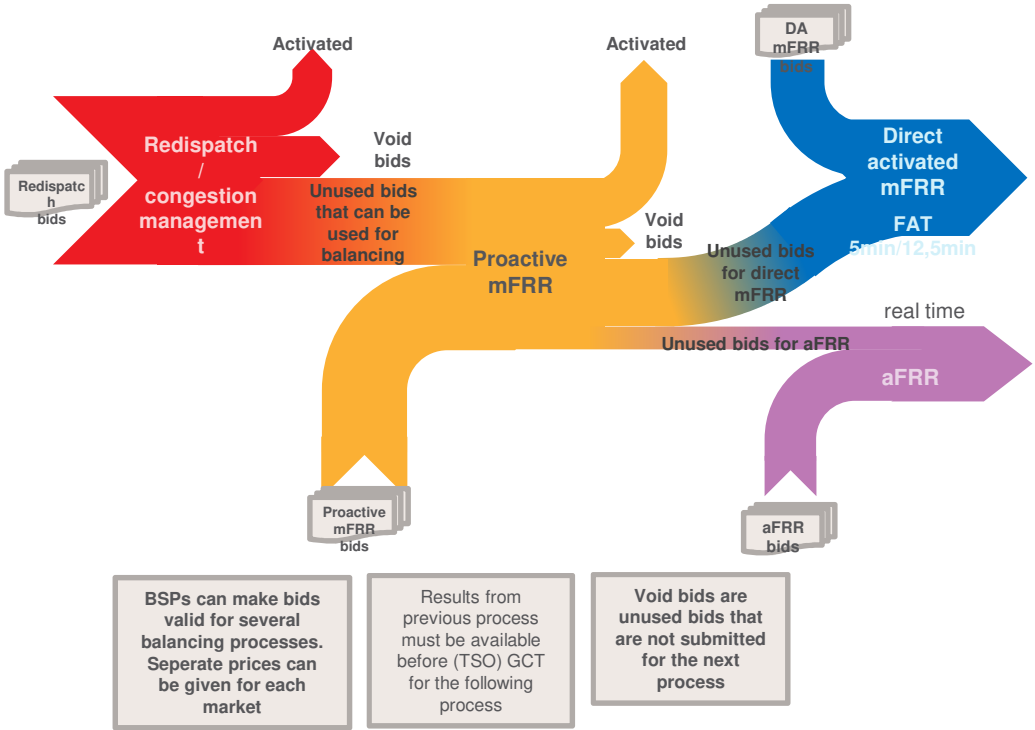 Activated
Activated
DA
mFRR
bids
Redispatch
/
congestion
managemen
t
Void
bids
Direct
activated
mFRR
Redispatc
h
bids
Unused bids
that can be
used for
balancing
Void
bids
FAT
5min/12,5min
Proactive
mFRR
Unused bids
for direct
mFRR
real time
Unused bids for aFRR
aFRR
Proactive
mFRR
bids
aFRR
bids
BSPs can make bids
valid for several
balancing processes.
Seperate prices can
be given for each
market
Results from
previous process
must be available
before (TSO) GCT
for the following
process
Void bids are
unused bids that
are not submitted
for the next
process